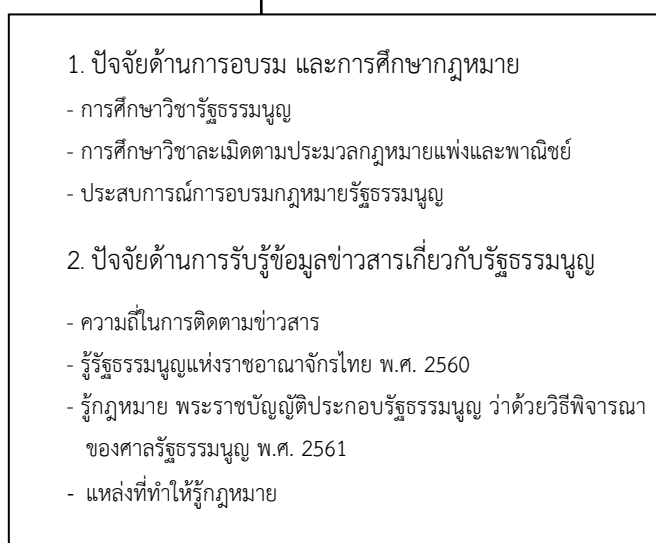 1. ปัจจัยด้านการอบรม และการศึกษากฎหมาย
- การศึกษาวิชารัฐธรรมนูญ
- การศึกษาวิชาละเมิดตามประมวลกฎหมายแพ่งและพาณิชย์
- ประสบการณ์การอบรมกฎหมายรัฐธรรมนูญ
2. ปัจจัยด้านการรับรู้ข้อมูลข่าวสารเกี่ยวกับรัฐธรรมนูญ
- ความถี่ในการติดตามข่าวสาร
- รู้รัฐธรรมนูญแห่งราชอาณาจักรไทย พ.ศ. 2560
- รู้กฎหมาย พระราชบัญญัติประกอบรัฐธรรมนูญ ว่าด้วยวิธีพิจารณา
ของศาลรัฐธรรมนูญ พ.ศ. 2561
- แหล่งที่ทำให้รู้กฎหมาย